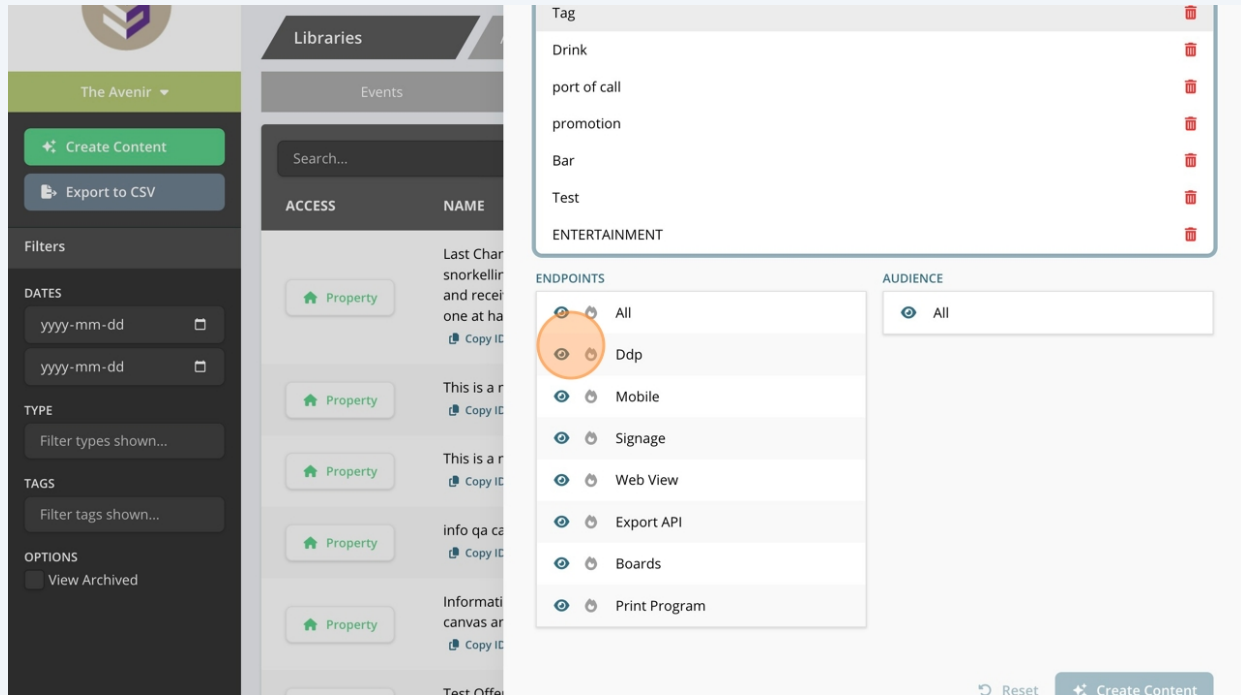 The Avenir
Create Content
Export to CSV
Filters
DATES
yyyy-mm-dd
yyyy-mm-dd
TYPE
Filter types shown...
TAGS
Filter tags shown...
OPTIONS
View Archived
Libraries
Events
Search...
ACCESS NAME
Property
Last Char
snorkellin
and recei
one at ha
Copy ID
Property
This is a r
Copy ID
Property
This is a r
Copy ID
Property
info qa ca
Copy ID
Property
Informati
canvas ar
Copy ID
Test Offe
Tag
Drink
port of call
promotion
Bar
Test
ENTERTAINMENT
ENDPOINTS
All
Ddp
Mobile
Signage
Web View
Export API
Boards
Print Program
AUDIENCE
All
Reset
Create Content